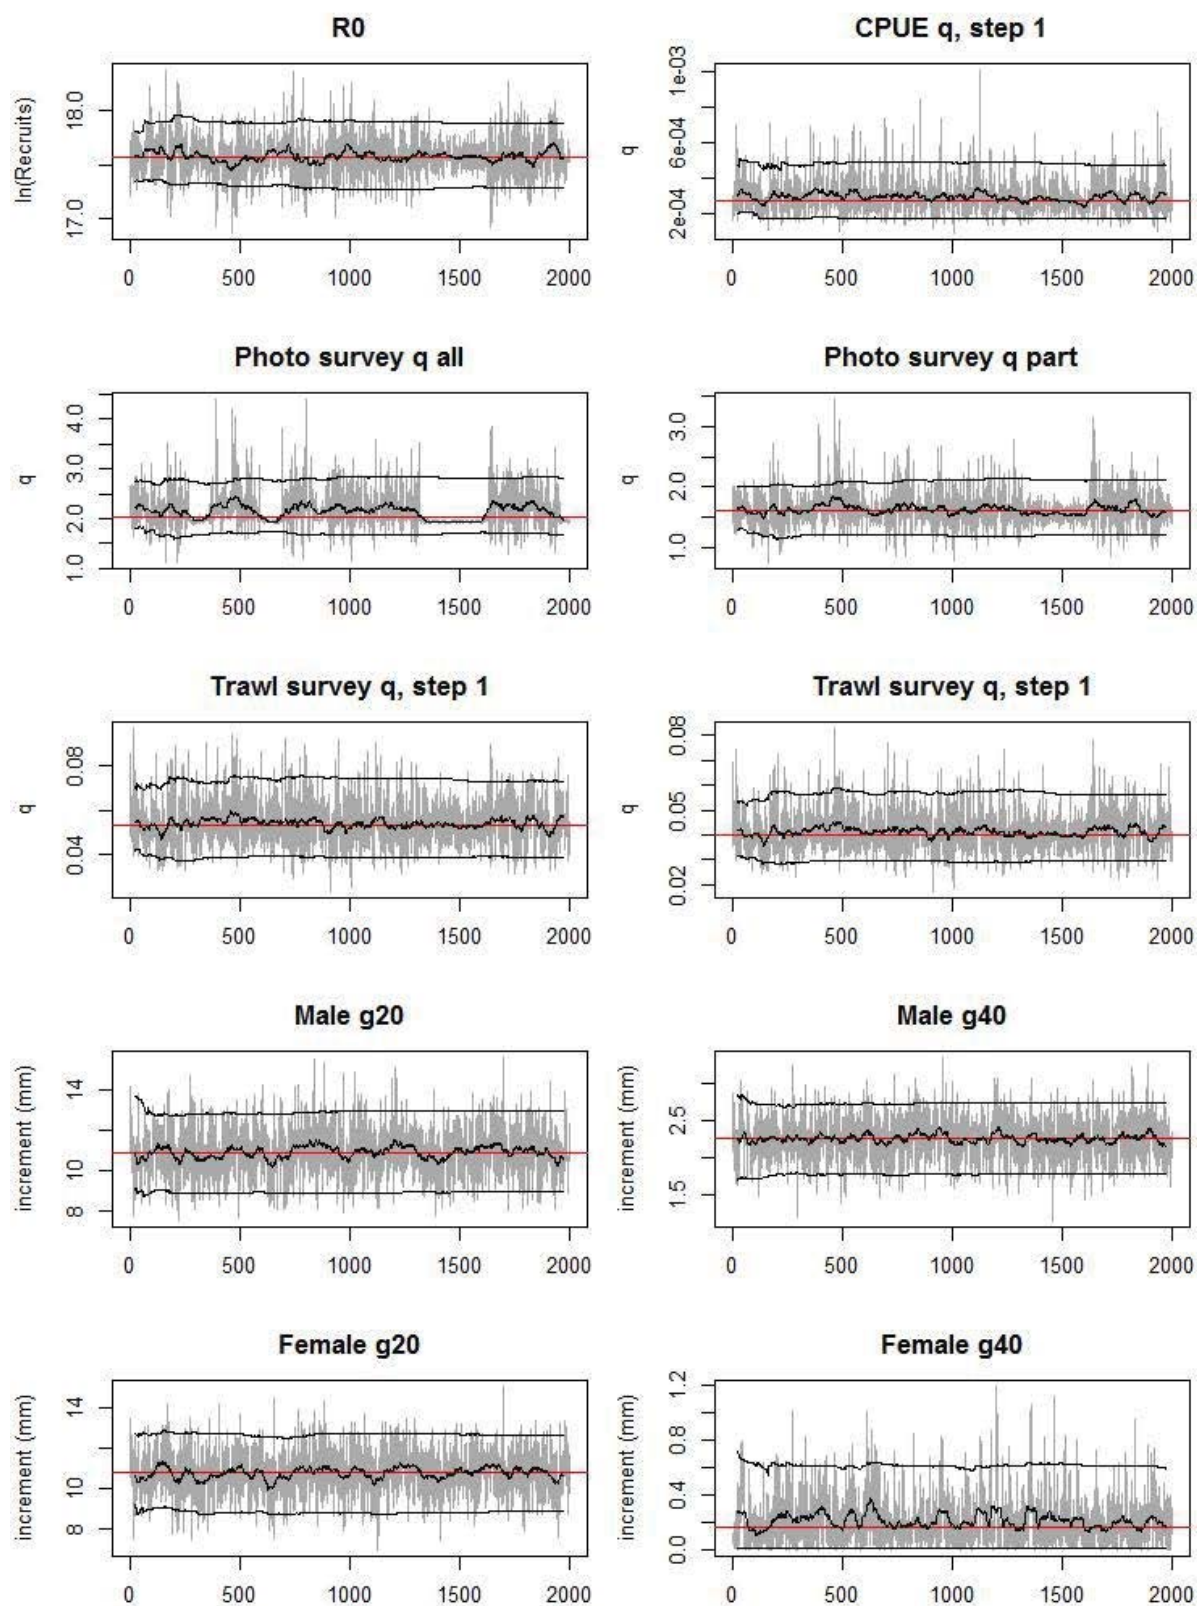 R0
ln(Recruits)
18.0
17.0
0 500 1000 1500 2000
CPUE q, step 1
q
1e-03
6e-04
2e-04
0 500 1000 1500 2000
Photo survey q all
q
4.0
3.0
2.0
1.0
0 500 1000 1500 2000
Photo survey q part
q
3.0
2.0
1.0
0 500 1000 1500 2000
Trawl survey q, step 1
q
0.08
0.04
0 500 1000 1500 2000
Trawl survey q, step 1
q
0.08
0.05
0.02
0 500 1000 1500 2000
Male g20
increment (mm)
14
10
8
0 500 1000 1500 2000
Male g40
increment (mm)
2.5
1.5
0 500 1000 1500 2000
Female g20
increment (mm)
14
10
8
0 500 1000 1500 2000
Female g40
increment (mm)
1.2
0.8
0.4
0.0
0 500 1000 1500 2000